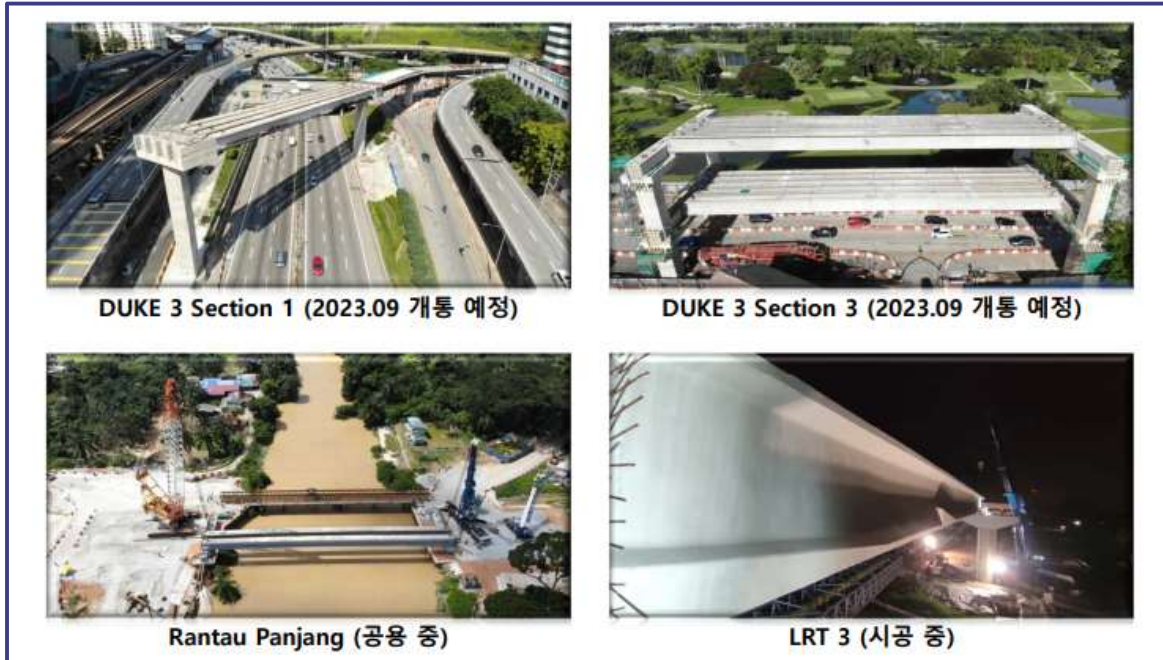 DUKE 3 Section 1 (2023.09 개통 예정)
DUKE 3 Section 3 (2023.09 개통 예정)
Rantau Panjang (공용 중)
LRT 3 (시공 중)